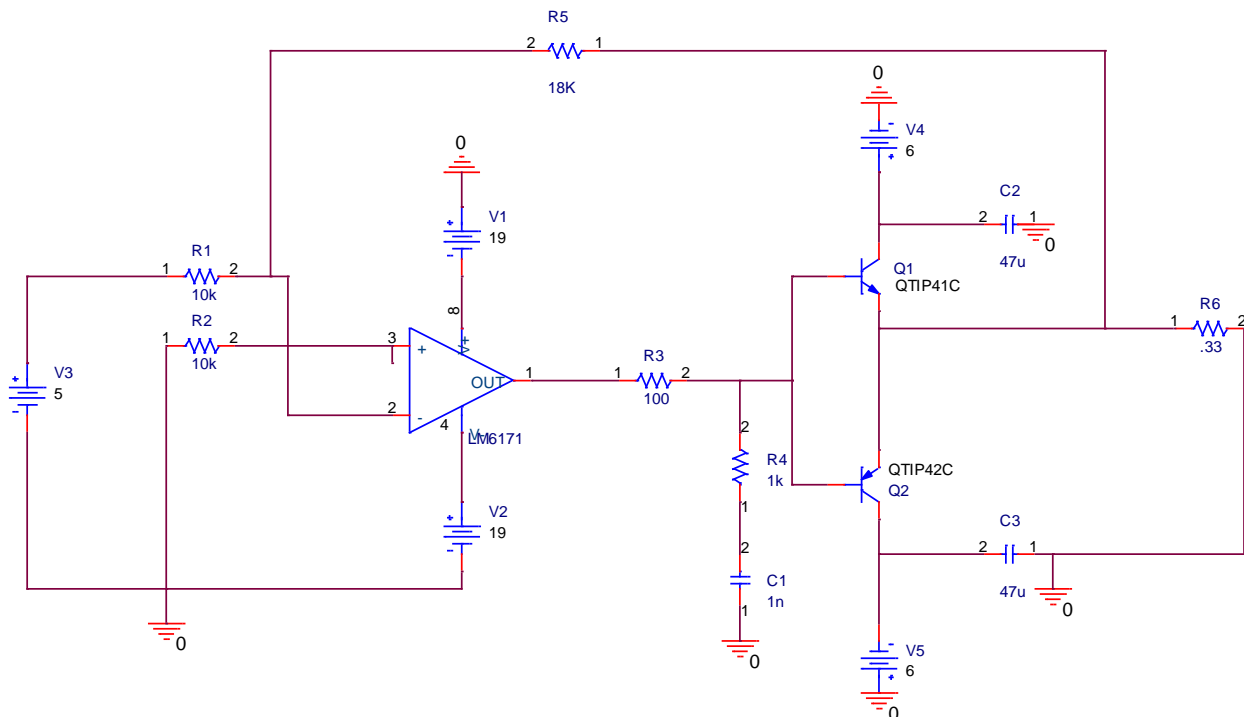 R5
2 1
18K
0
V4
6
0
V1
19
C2
2 1
0
47u
R1
1 2
10k
Q1
QTIP41C
R2
1 2
10k
8
3
+
V+
OUT
1
2
-
4
V-
LM6171
R3
1 2
100
R6
1 2
.33
V3
5
2
R4
1k
1
QTIP42C
Q2
V2
19
C3
2 1
47u
2
C1
1n
1
0
0
0
V5
6
0